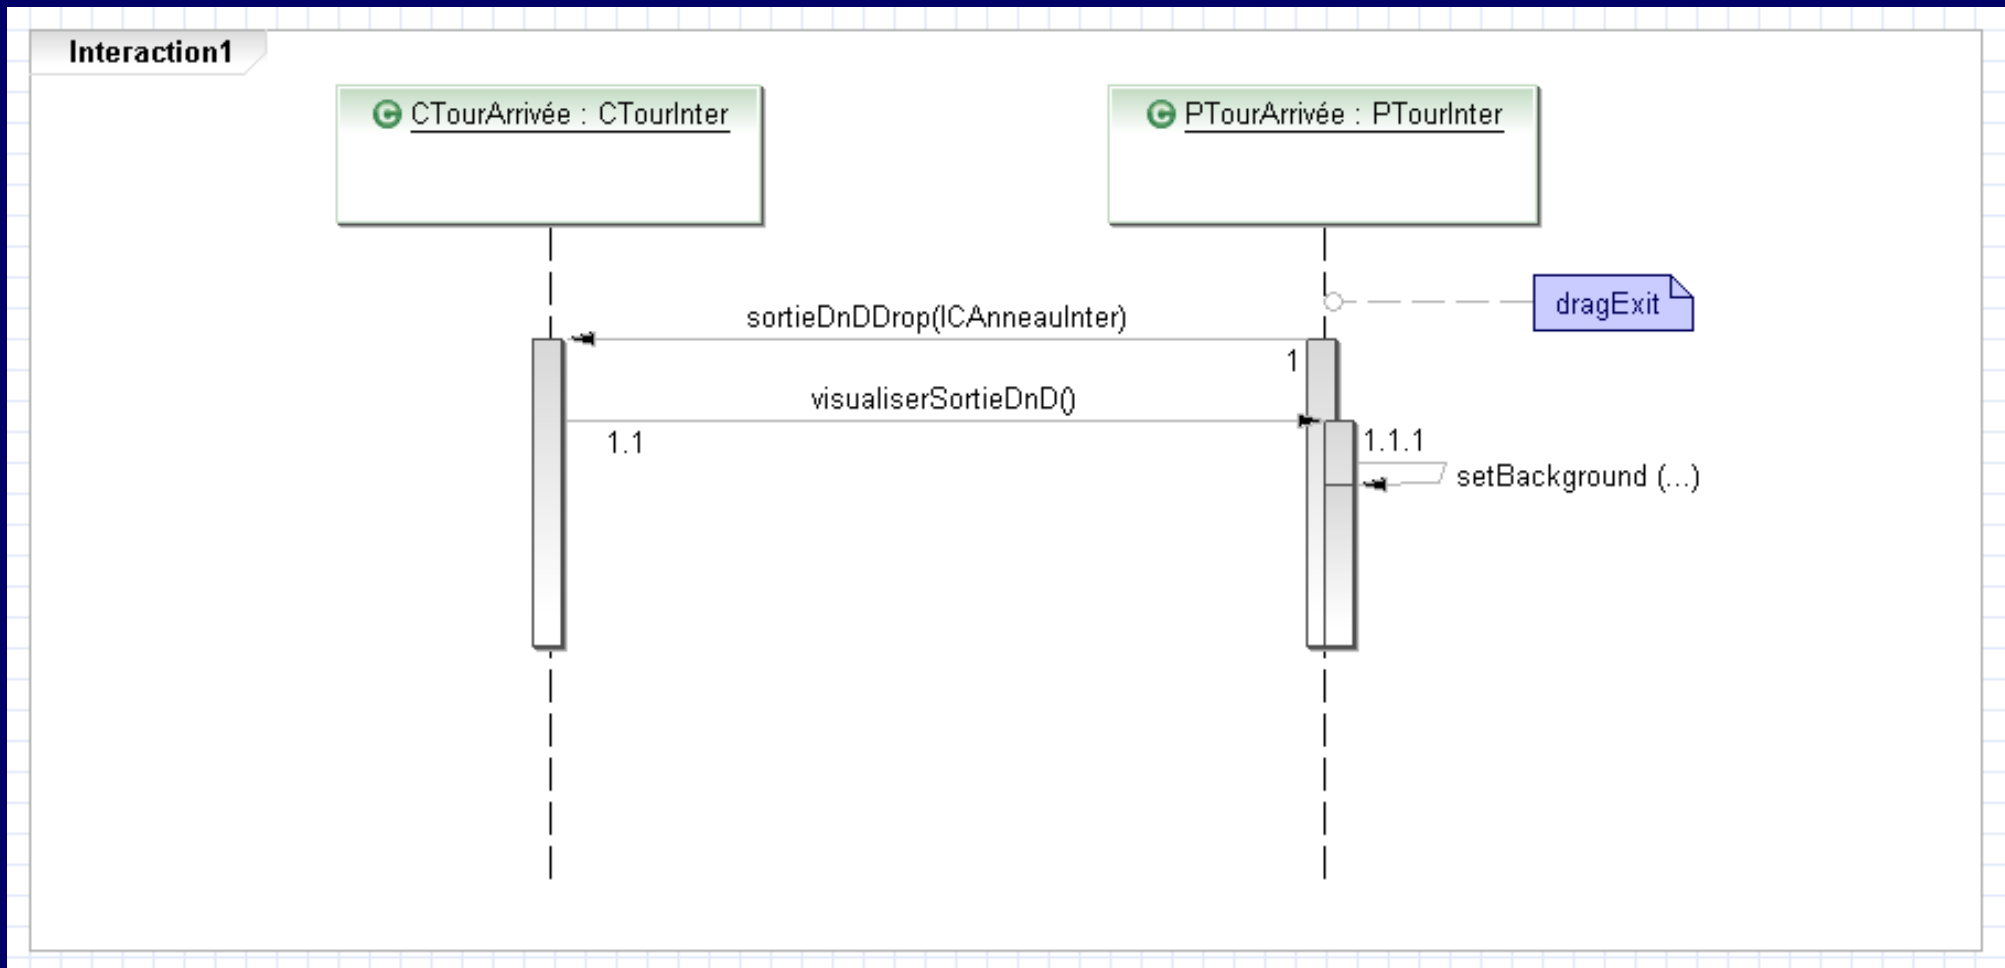 Interaction1
CTourArrivée : CTourInter
PTourArrivée : PTourInter
dragExit
sortieDnDDrop(ICAnneauInter)
1
visualiserSortieDnD()
1.1
1.1.1
setBackground (...)